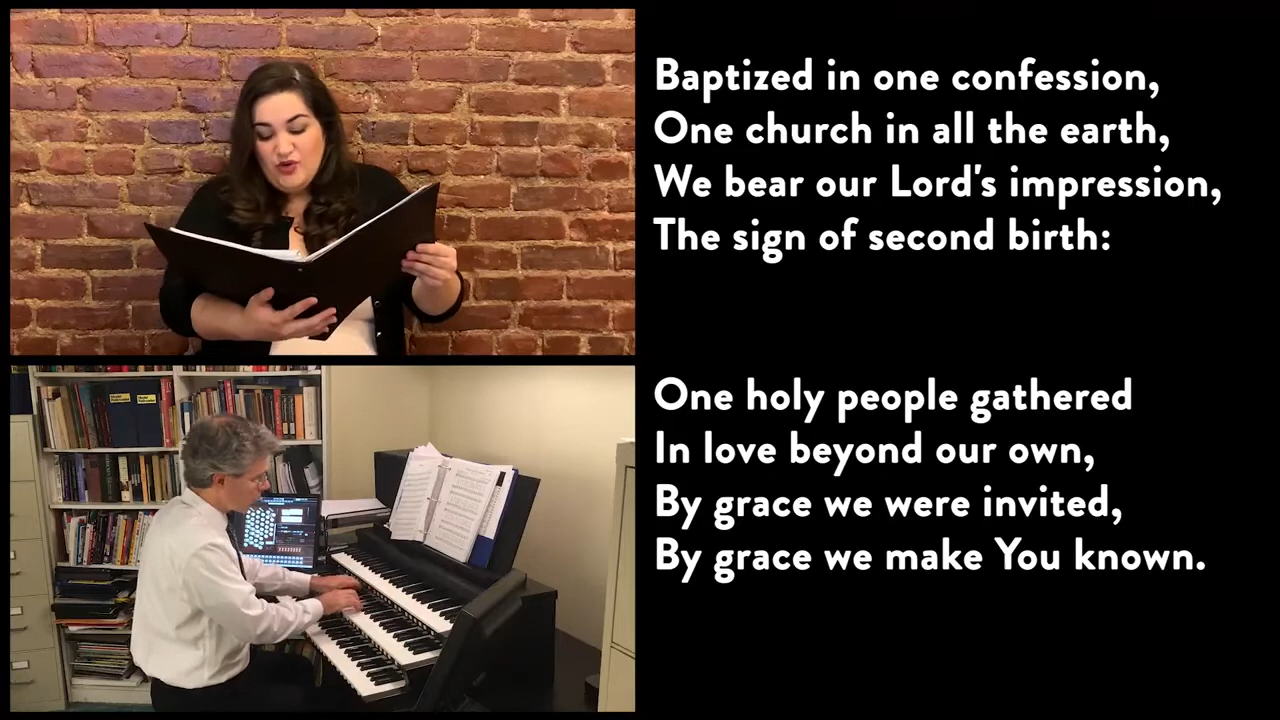 Baptized in one confession,
One church in all the earth,
We bear our Lord's impression,
The sign of second birth:
One holy people gathered
In love beyond our own,
By grace we were invited,
By grace we make You known.